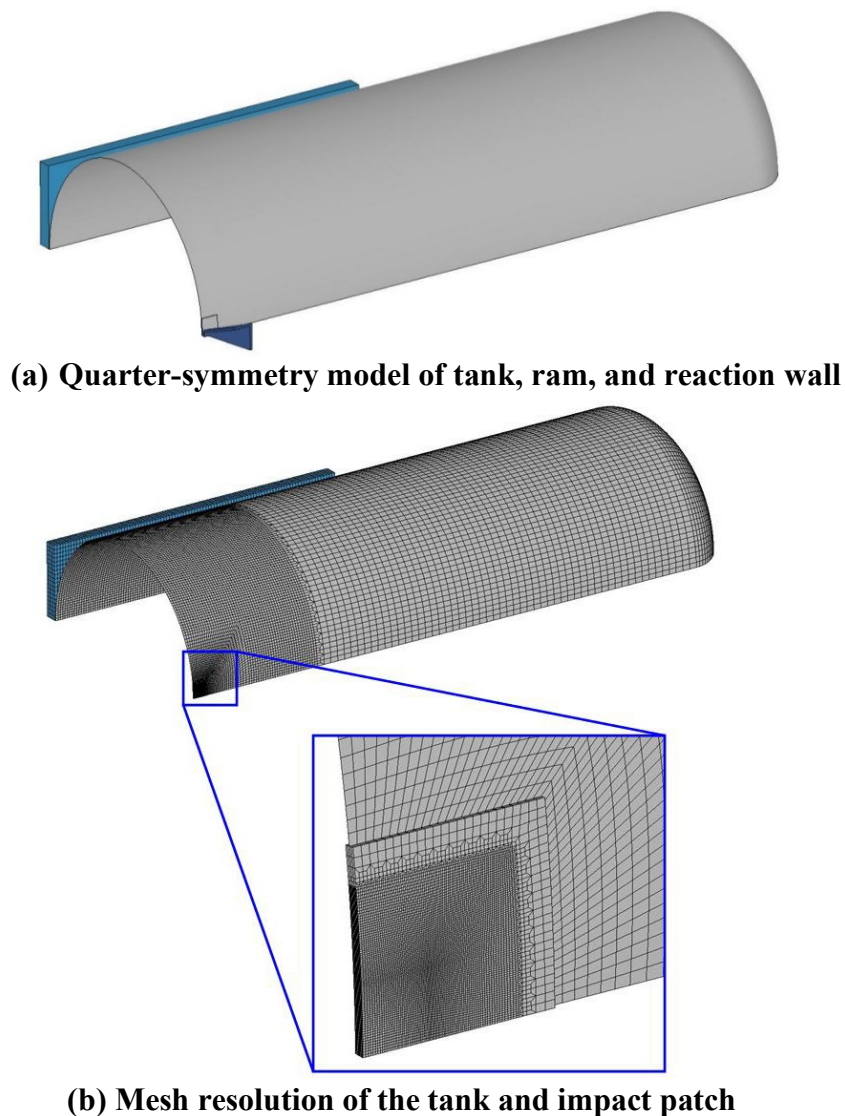 (a) Quarter-symmetry model of tank, ram, and reaction wall
(b) Mesh resolution of the tank and impact patch